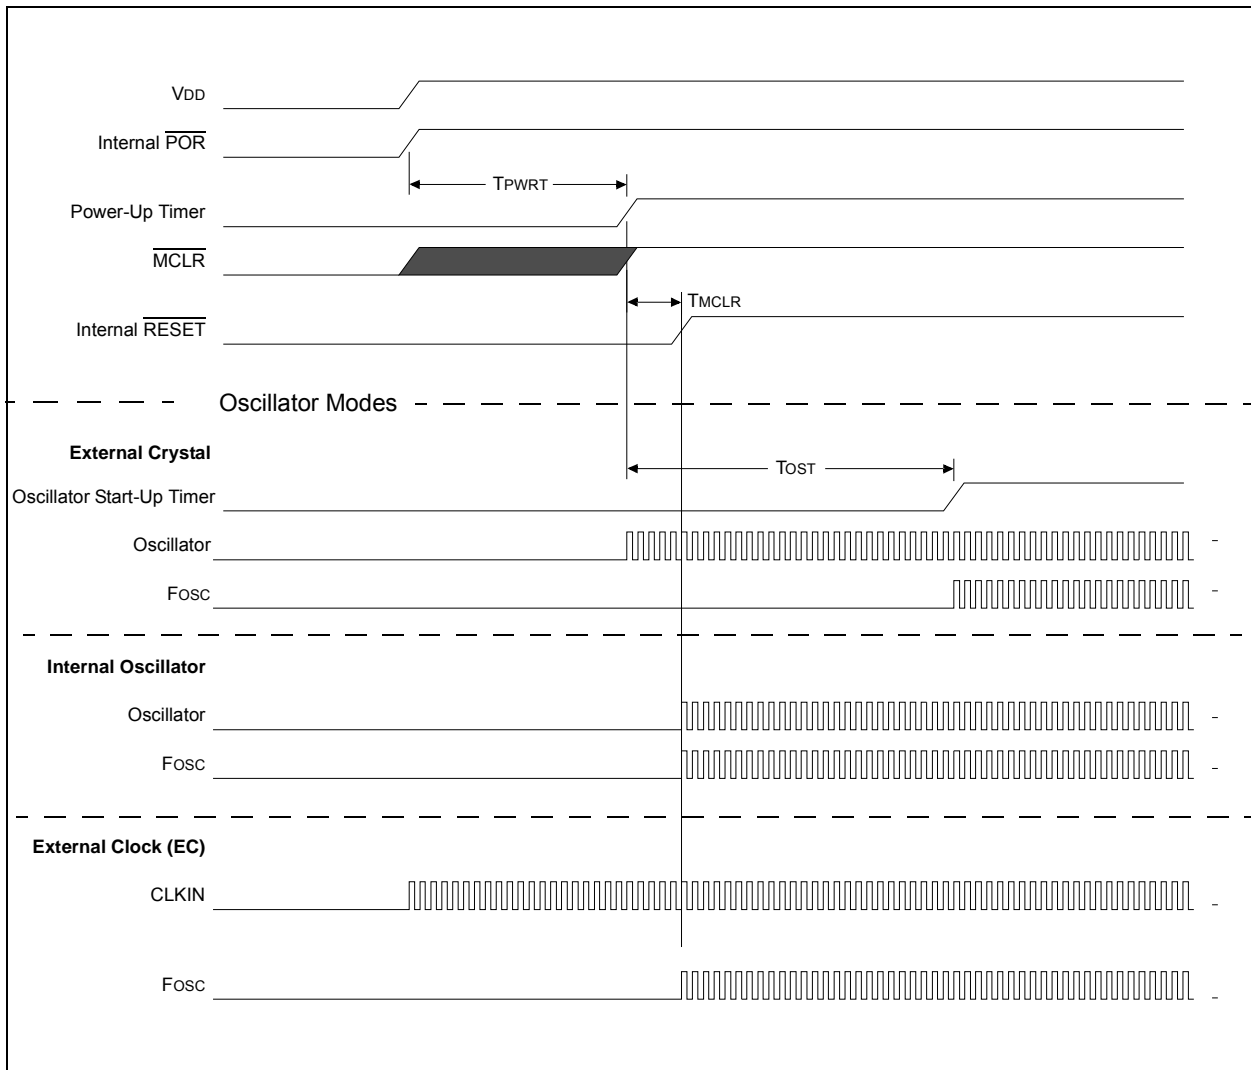 VDD
Internal POR
TPWRT
Power-Up Timer
MCLR
TMCLR
Internal RESET
Oscillator Modes
External Crystal
TOST
Oscillator Start-Up Timer
Oscillator
FOSC
Internal Oscillator
Oscillator
FOSC
External Clock (EC)
CLKIN
FOSC